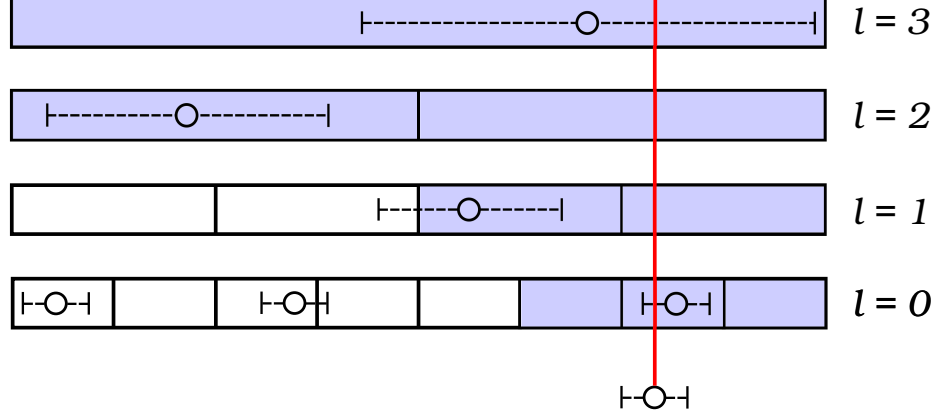 l = 3
l = 2
l = 1
l = 0